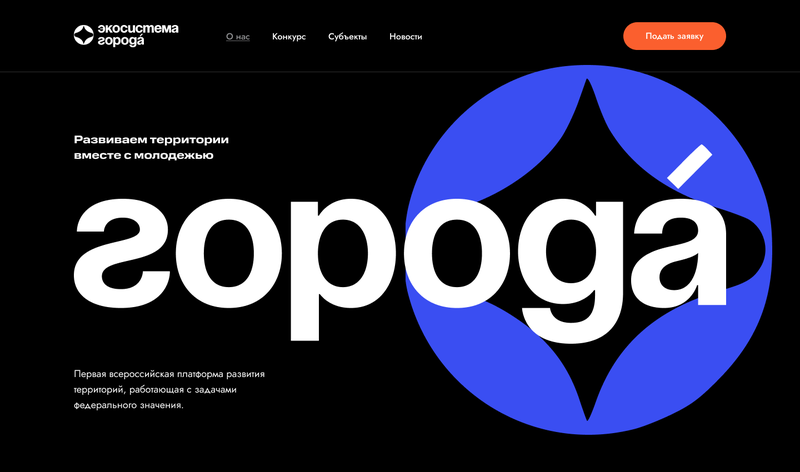 экосистема
городá
О нас
Конкурс
Субъекты
Новости
Подать заявку
Развиваем территории
вместе с молодежью
городá
Первая всероссийская платформа развития
территорий, работающая с задачами
федерального значения.